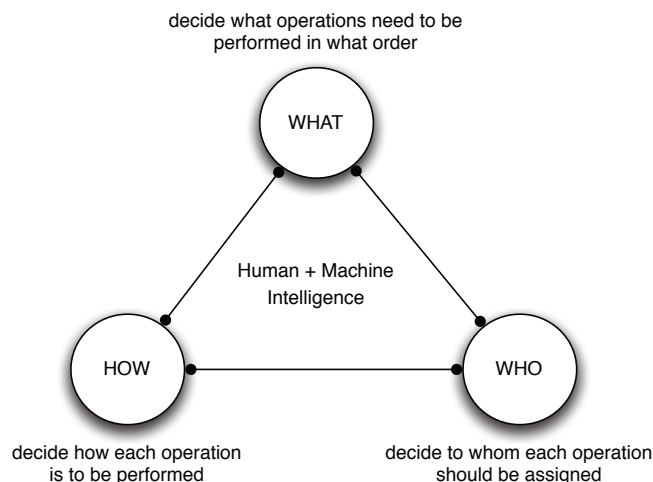 decide what operations need to be
performed in what order
WHAT
Human + Machine
Intelligence
HOW
WHO
decide how each operation
is to be performed
decide to whom each operation
should be assigned